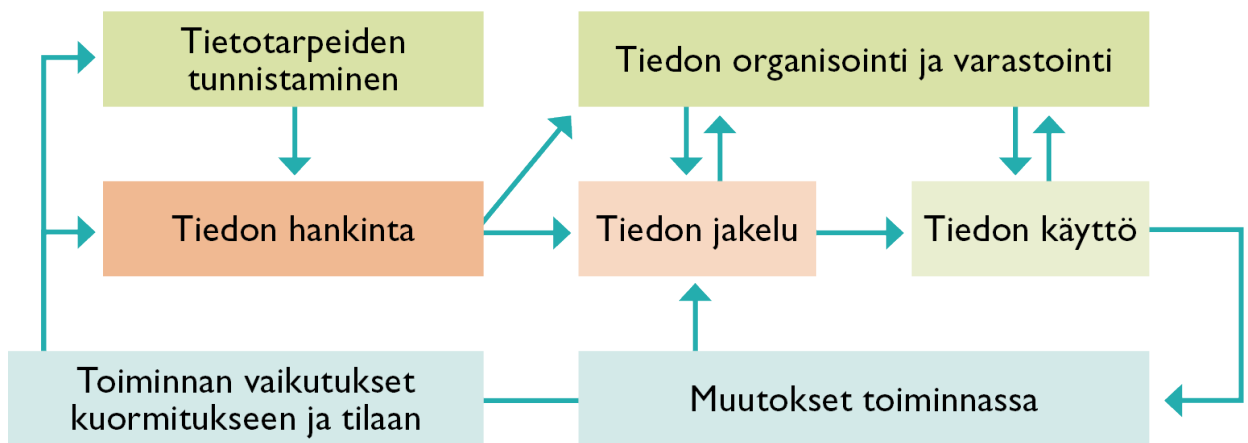 Tietotarpeiden
tunnistaminen
Tiedon organisointi ja varastointi
Tiedon hankinta
Tiedon jakelu
Tiedon käyttö
Toiminnan vaikutukset
kuormitukseen ja tilaan
Muutokset toiminnassa